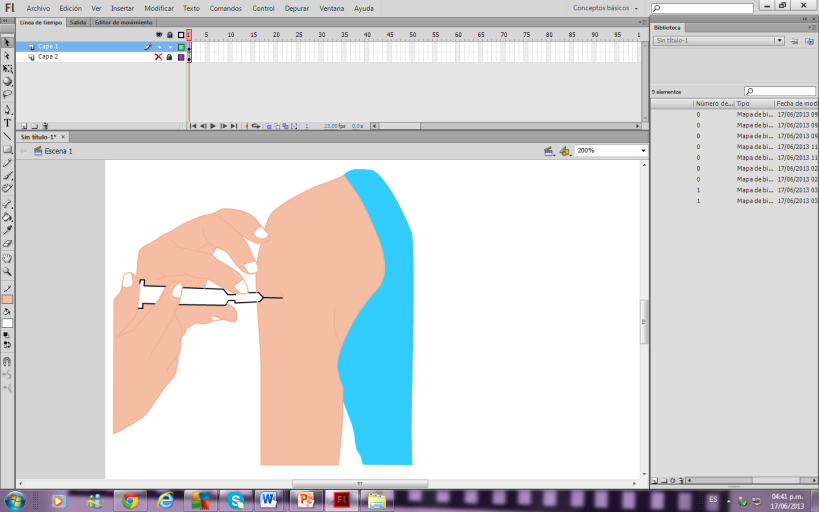 Fl Archivo Edición Ver Insertar Modificar Texto Comandos Control Depurar Ventana Ayuda Conceptos básicos
Línea de tiempo Salida Editor de movimiento
Biblioteca
1 5 10 15 20 25 30 35 40 45 50 55 60 65 70 75 80 85 90 95 1
Sin título-1
Capa 1
Capa 2
9 elementos
Número de... Tipo Fecha de mod
0 Mapa de bi... 17/06/2013 09
0 Mapa de bi... 17/06/2013 09
0 Mapa de bi... 17/06/2013 09
0 Mapa de bi... 17/06/2013 11
0 Mapa de bi... 17/06/2013 11
0 Mapa de bi... 17/06/2013 02
0 Mapa de bi... 17/06/2013 02
1 Mapa de bi... 17/06/2013 03
1 Mapa de bi... 17/06/2013 03
1 23,00 fps 0,0 s
Sin título-1*
Escena 1 200%
ES 04:41 p.m.
17/06/2013